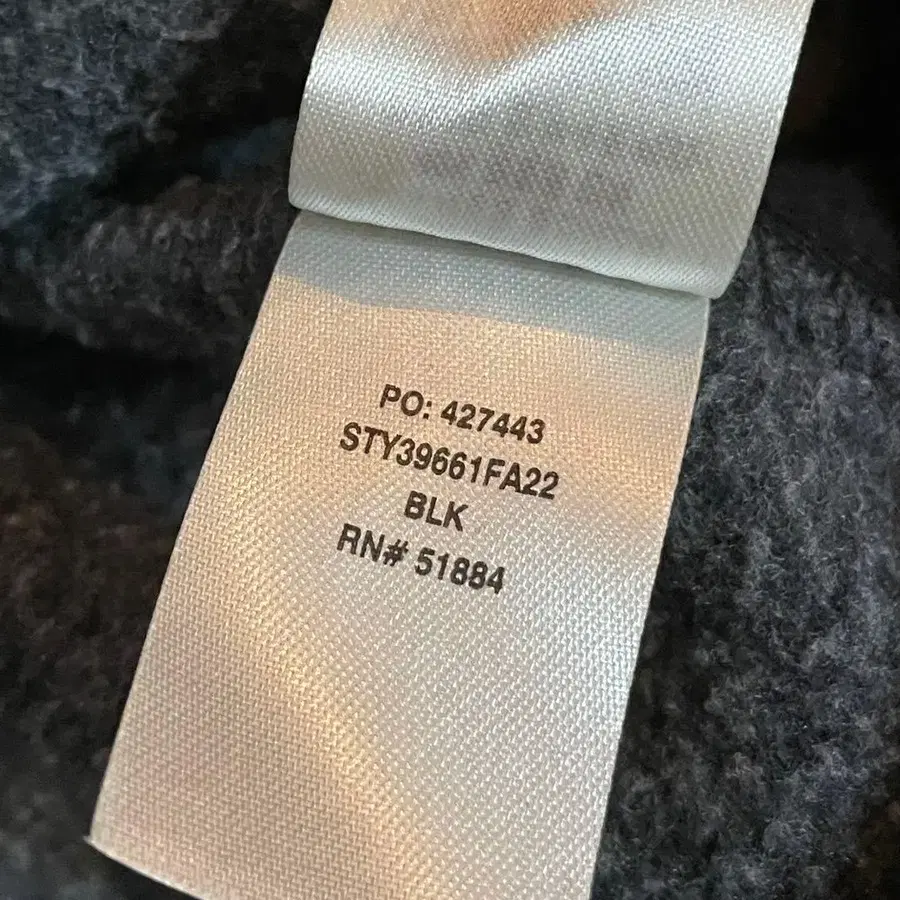 PO: 427443
STY39661FA22
BLK
RN# 51884